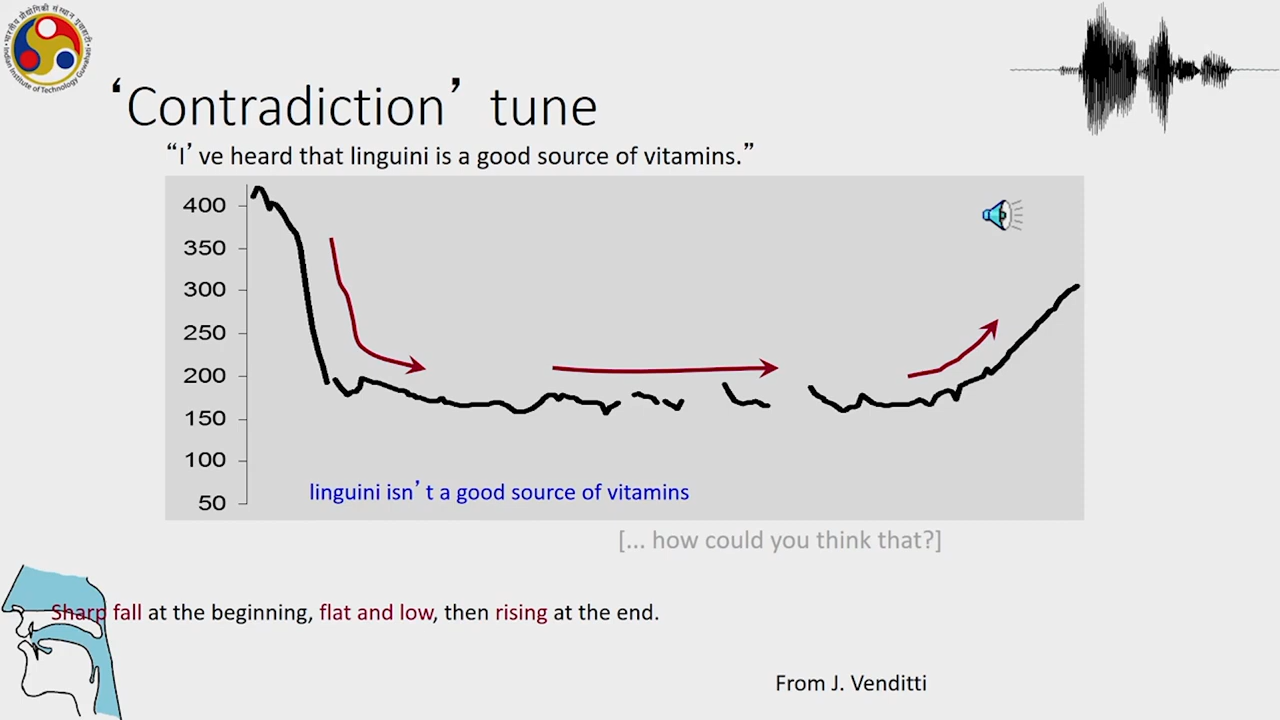 ‘Contradiction’ tune
“I’ve heard that linguini is a good source of vitamins.”
400
350
300
250
200
150
100
50
linguini isn’t a good source of vitamins
[... how could you think that?]
Sharp fall at the beginning, flat and low, then rising at the end.
From J. Venditti